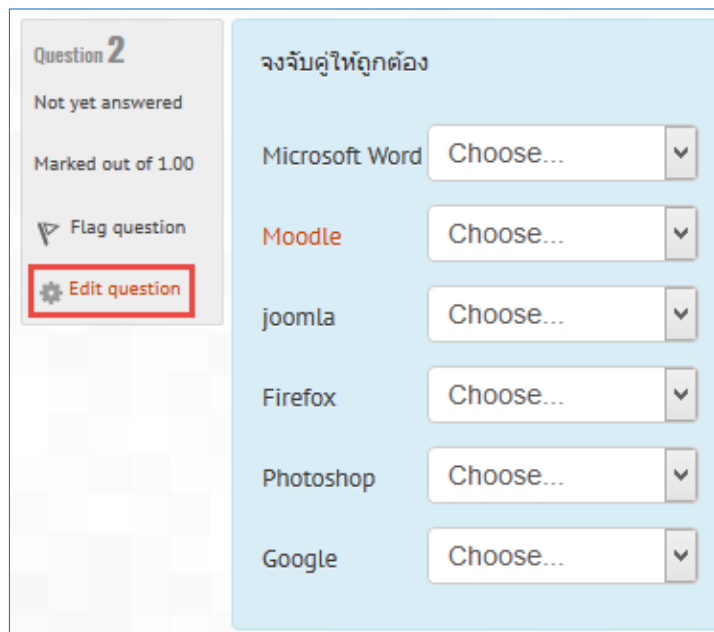 Question 2
Not yet answered
Marked out of 1.00
Flag question
Edit question
จงจับคู่ให้ถูกต้อง
Microsoft Word Choose...
Moodle Choose...
joomla Choose...
Firefox Choose...
Photoshop Choose...
Google Choose...